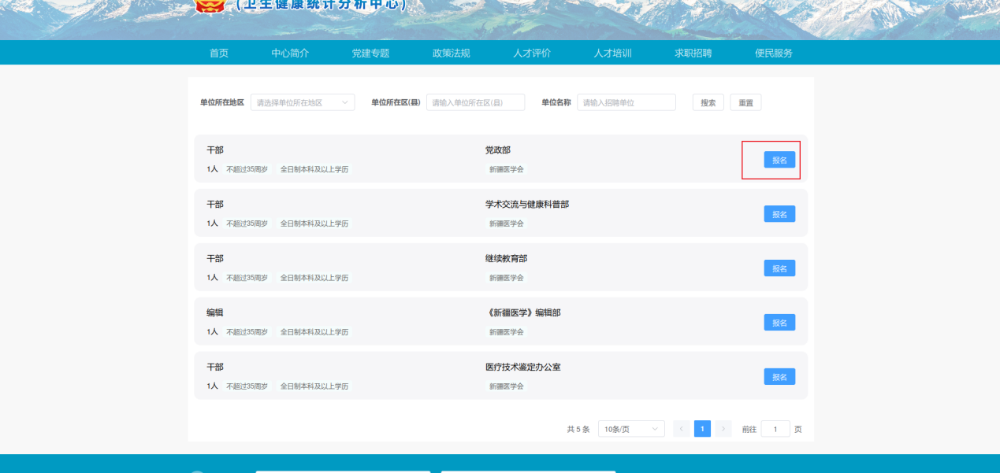 (卫生健康统计分析中心)
首页 中心简介 党建专题 政策法规 人才评价 人才培训 求职招聘 便民服务
单位所在地区 请选择单位所在地区 单位所在区(县) 请输入单位所在区(县) 单位名称 请输入招聘单位 搜索 重置
干部 党政部
1人 不超过35周岁 全日制本科及以上学历 新疆医学会 报名
干部 学术交流与健康科普部
1人 不超过35周岁 全日制本科及以上学历 新疆医学会 报名
干部 继续教育部
1人 不超过35周岁 全日制本科及以上学历 新疆医学会 报名
编辑 《新疆医学》编辑部
1人 不超过35周岁 全日制本科及以上学历 新疆医学会 报名
干部 医疗技术鉴定办公室
1人 不超过35周岁 全日制本科及以上学历 新疆医学会 报名
共 5 条 10条/页 < 1 > 前往 1 页